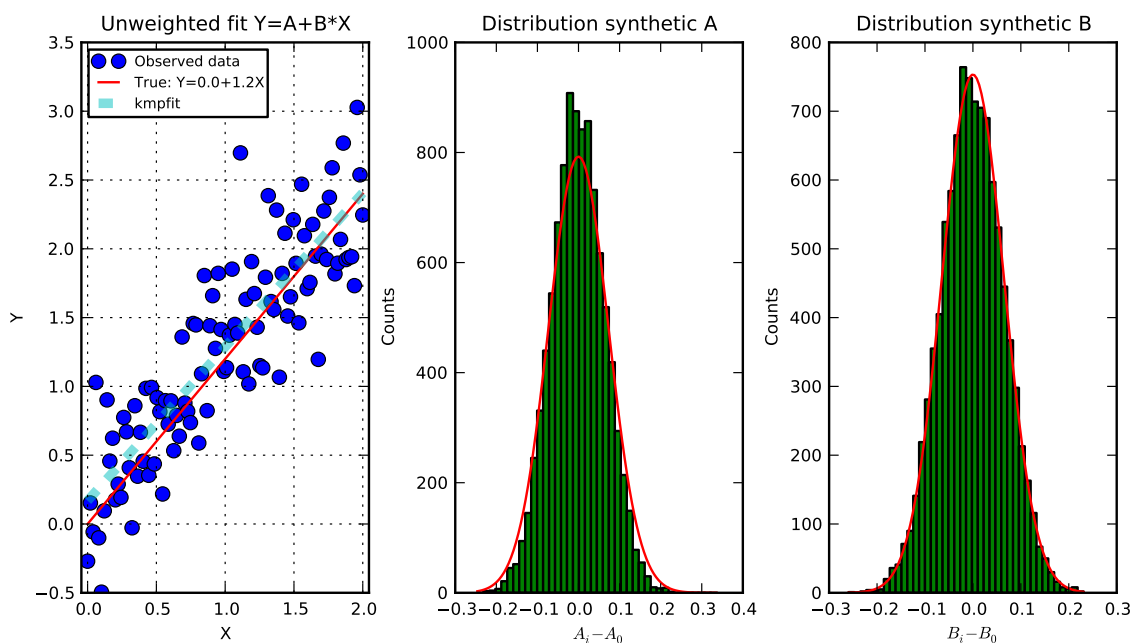 Unweighted fit Y=A+B*X
Observed data
True: Y=0.0+1.2X
kmpfit
3.5
3.0
2.5
2.0
1.5
1.0
0.5
0.0
−0.5
Y
0.0 0.5 1.0 1.5 2.0
X
Distribution synthetic A
1000
800
600
400
200
0
Counts
−0.3 −0.2 −0.1 0.0 0.1 0.2 0.3 0.4
A_i − A_0
Distribution synthetic B
800
700
600
500
400
300
200
100
0
Counts
−0.3 −0.2 −0.1 0.0 0.1 0.2 0.3
B_i − B_0